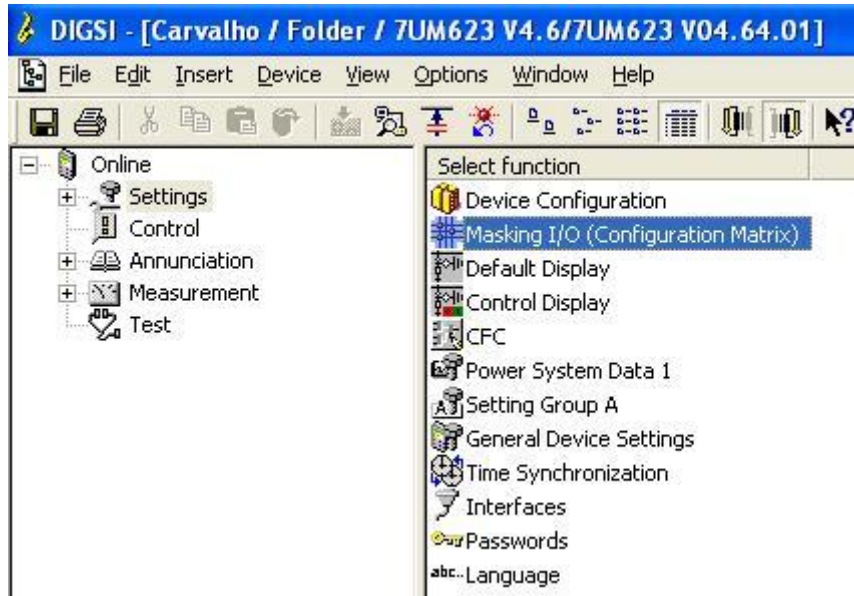 DIGSI - [Carvalho / Folder / 7UM623 V4.6/7UM623 V04.64.01]
File Edit Insert Device View Options Window Help
Online
Settings
Control
Annunciation
Measurement
Test
Select function
Device Configuration
Masking I/O (Configuration Matrix)
Default Display
Control Display
CFC
Power System Data 1
Setting Group A
General Device Settings
Time Synchronization
Interfaces
Passwords
abc..Language